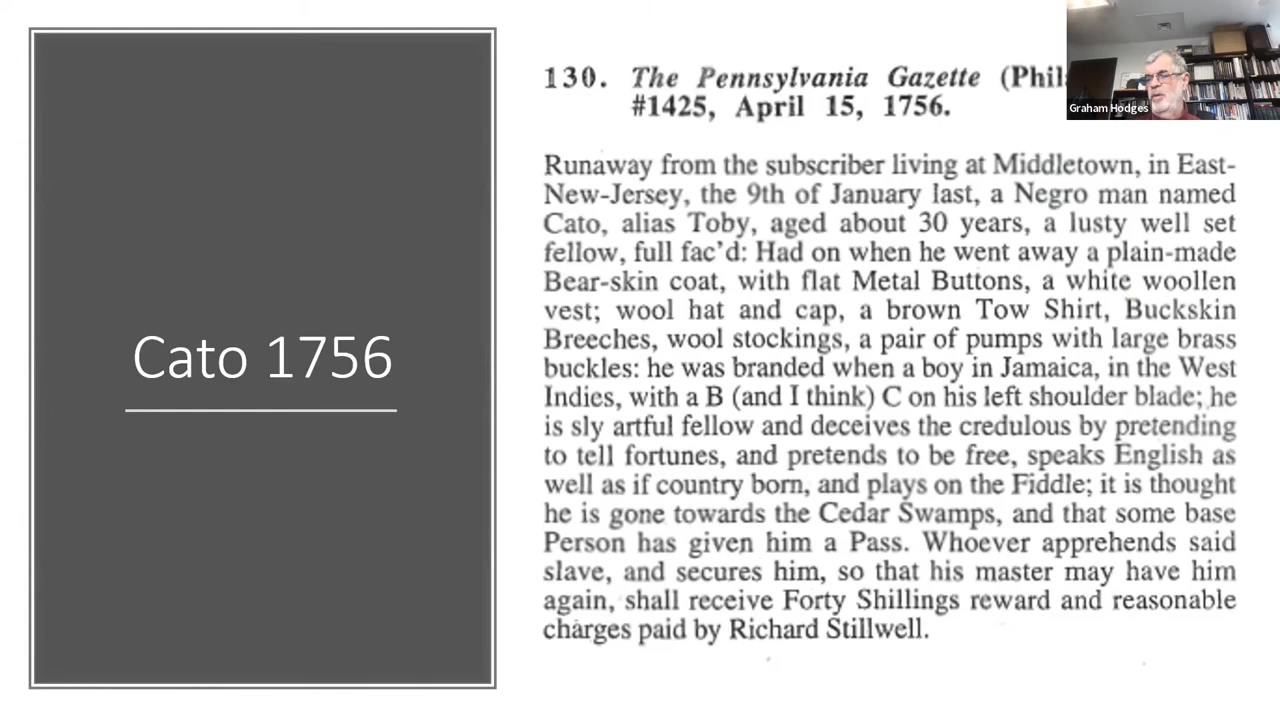 Cato 1756
130. The Pennsylvania Gazette (Phil
#1425, April 15, 1756.
Runaway from the subscriber living at Middletown, in East-
New-Jersey, the 9th of January last, a Negro man named
Cato, alias Toby, aged about 30 years, a lusty well set
fellow, full fac'd: Had on when he went away a plain-made
Bear-skin coat, with flat Metal Buttons, a white woollen
vest; wool hat and cap, a brown Tow Shirt, Buckskin
Breeches, wool stockings, a pair of pumps with large brass
buckles: he was branded when a boy in Jamaica, in the West
Indies, with a B (and I think) C on his left shoulder blade; he
is sly artful fellow and deceives the credulous by pretending
to tell fortunes, and pretends to be free, speaks English as
well as if country born, and plays on the Fiddle; it is thought
he is gone towards the Cedar Swamps, and that some base
Person has given him a Pass. Whoever apprehends said
slave, and secures him, so that his master may have him
again, shall receive Forty Shillings reward and reasonable
charges paid by Richard Stillwell.
Graham Hodges